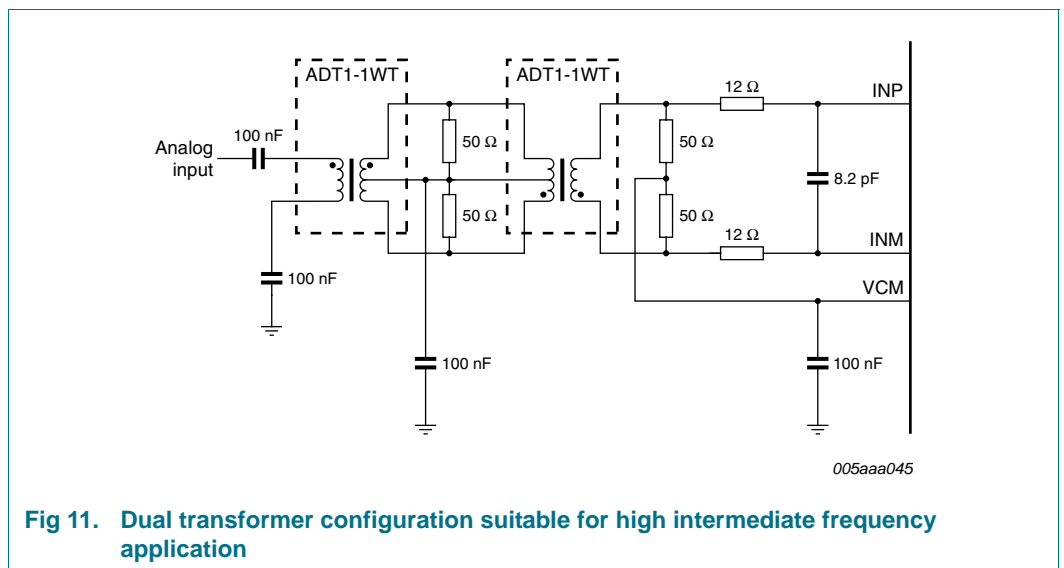 ADT1-1WT
ADT1-1WT
12 Ω
INP
100 nF
Analog
input
50 Ω
50 Ω
8.2 pF
50 Ω
50 Ω
12 Ω
INM
100 nF
VCM
100 nF
100 nF
005aaa045
Fig 11. Dual transformer configuration suitable for high intermediate frequency
application